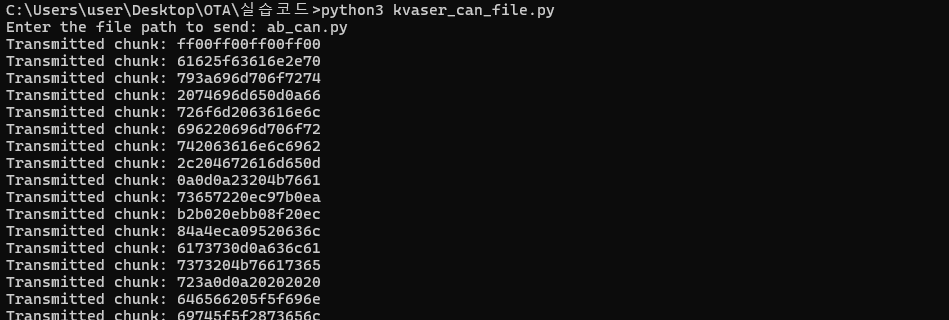 C:\Users\user\Desktop\OTA\실습코드>python3 kvaser_can_file.py
Enter the file path to send: ab_can.py
Transmitted chunk: ff00ff00ff00ff00
Transmitted chunk: 61625f63616e2e70
Transmitted chunk: 793a696d706f7274
Transmitted chunk: 2074696d650d0a66
Transmitted chunk: 726f6d2063616e6c
Transmitted chunk: 696220696d706f72
Transmitted chunk: 742063616e6c6962
Transmitted chunk: 2c204672616d650d
Transmitted chunk: 0a0d0a23204b7661
Transmitted chunk: 73657220ec97b0ea
Transmitted chunk: b2b020ebb08f20ec
Transmitted chunk: 84a4eca09520636c
Transmitted chunk: 6173730d0a636c61
Transmitted chunk: 7373204b76617365
Transmitted chunk: 723a0d0a20202020
Transmitted chunk: 646566205f5f696e
Transmitted chunk: 69745f5f2873656c